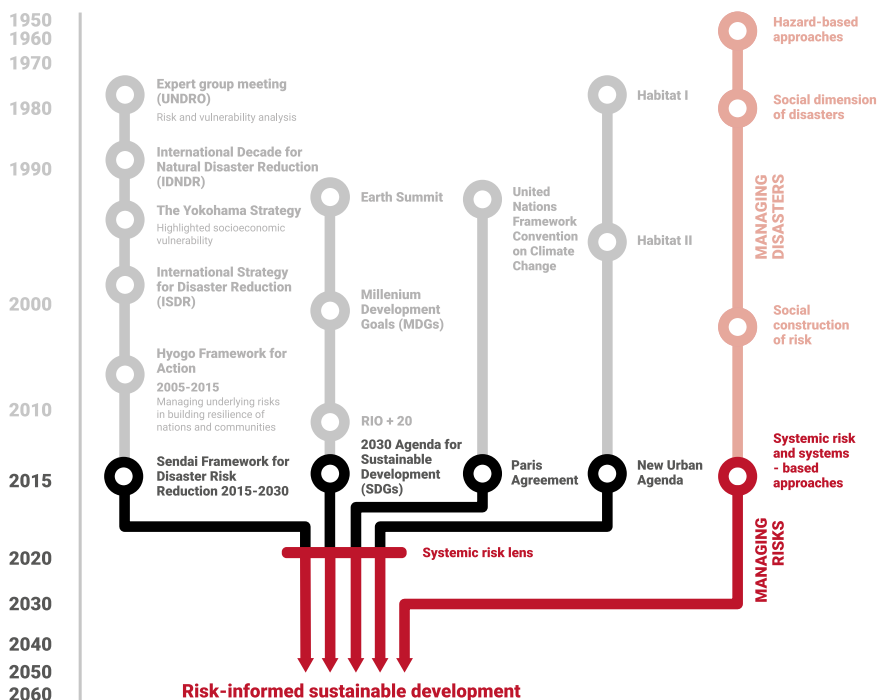 1950
1960
1970
1980
1990
2000
2010
2015
2020
2030
2040
2050
2060
Expert group meeting
(UNDRO)
Risk and vulnerability analysis
International Decade for
Natural Disaster Reduction
(IDNDR)
The Yokohama Strategy
Highlighted socioeconomic
vulnerability
International Strategy
for Disaster Reduction
(ISDR)
Hyogo Framework for
Action
2005-2015
Managing underlying risks
in building resilience of
nations and communities
Sendai Framework for
Disaster Risk
Reduction 2015-2030
Earth Summit
Millenium
Development
Goals (MDGs)
RIO + 20
2030 Agenda for
Sustainable
Development
(SDGs)
United
Nations
Framework
Convention
on Climate
Change
Paris
Agreement
Habitat I
Habitat II
New Urban
Agenda
Hazard-based
approaches
Social dimension
of disasters
MANAGING
DISASTERS
Social
construction
of risk
Systemic risk
and systems
- based
approaches
MANAGING
RISKS
Systemic risk lens
Risk-informed sustainable development